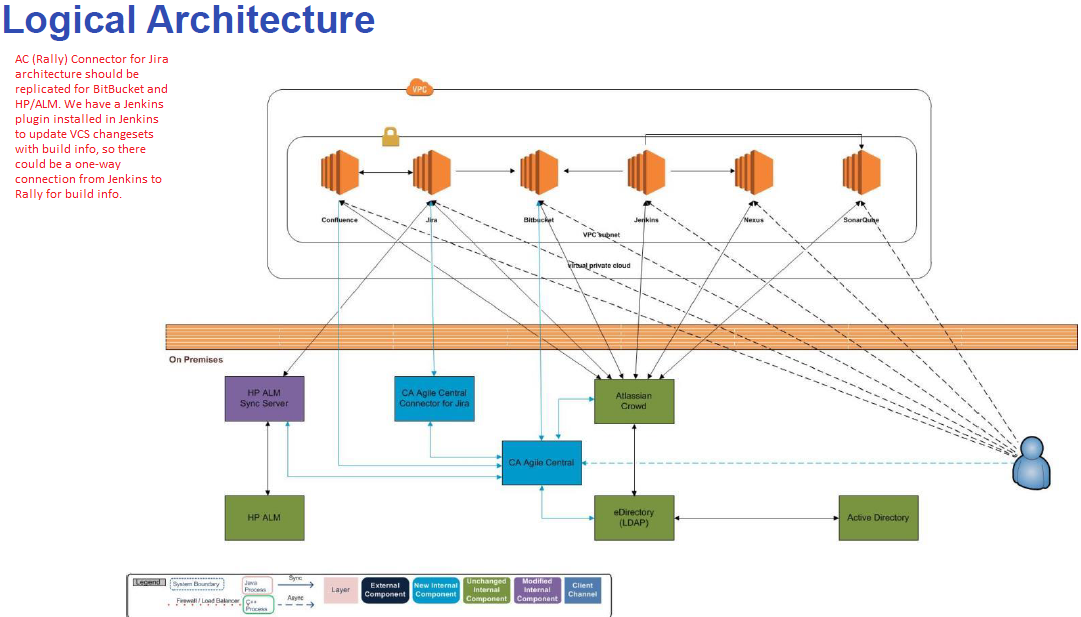 Logical Architecture
AC (Rally) Connector for Jira
architecture should be
replicated for BitBucket and
HP/ALM. We have a Jenkins
plugin installed in Jenkins
to update VCS changesets
with build info, so there
could be a one-way
connection from Jenkins to
Rally for build info.
VPC
Confluence
Jira
Bitbucket
Jenkins
Nexus
SonarQube
VPC subnet
virtual private cloud
On Premises
HP ALM
Sync Server
CA Agile Central
Connector for Jira
Atlassian
Crowd
CA Agile Central
HP ALM
eDirectory
(LDAP)
Active Directory
Legend
System Boundary
Firewall / Load Balancer
Java
Process
C++
Process
Sync
Async
Layer
External
Component
New Internal
Component
Unchanged
Internal
Component
Modified
Internal
Component
Client
Channel